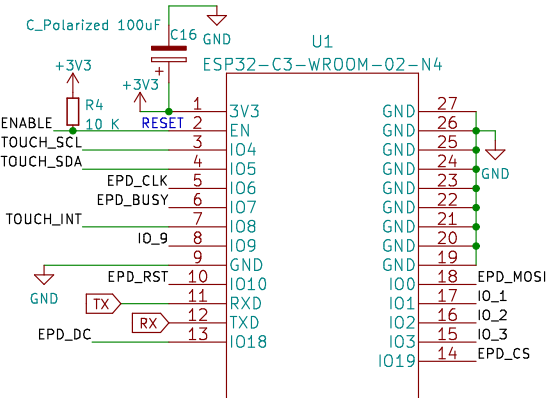 C_Polarized 100uF
C16
GND
U1
ESP32-C3-WROOM-02-N4
+3V3
+3V3
+
R4
10 K
RESET
ENABLE
TOUCH_SCL
TOUCH_SDA
EPD_CLK
EPD_BUSY
TOUCH_INT
IO_9
GND
EPD_RST
TX
RX
EPD_DC
1 3V3
2 EN
3 IO4
4 IO5
5 IO6
6 IO7
7 IO8
8 IO9
9 GND
10 IO10
11 RXD
12 TXD
13 IO18
GND 27
GND 26
GND 25
GND 24
GND 23
GND 22
GND 21
GND 20
GND 19
IO0 18 EPD_MOSI
IO1 17 IO_1
IO2 16 IO_2
IO3 15 IO_3
IO19 14 EPD_CS
GND